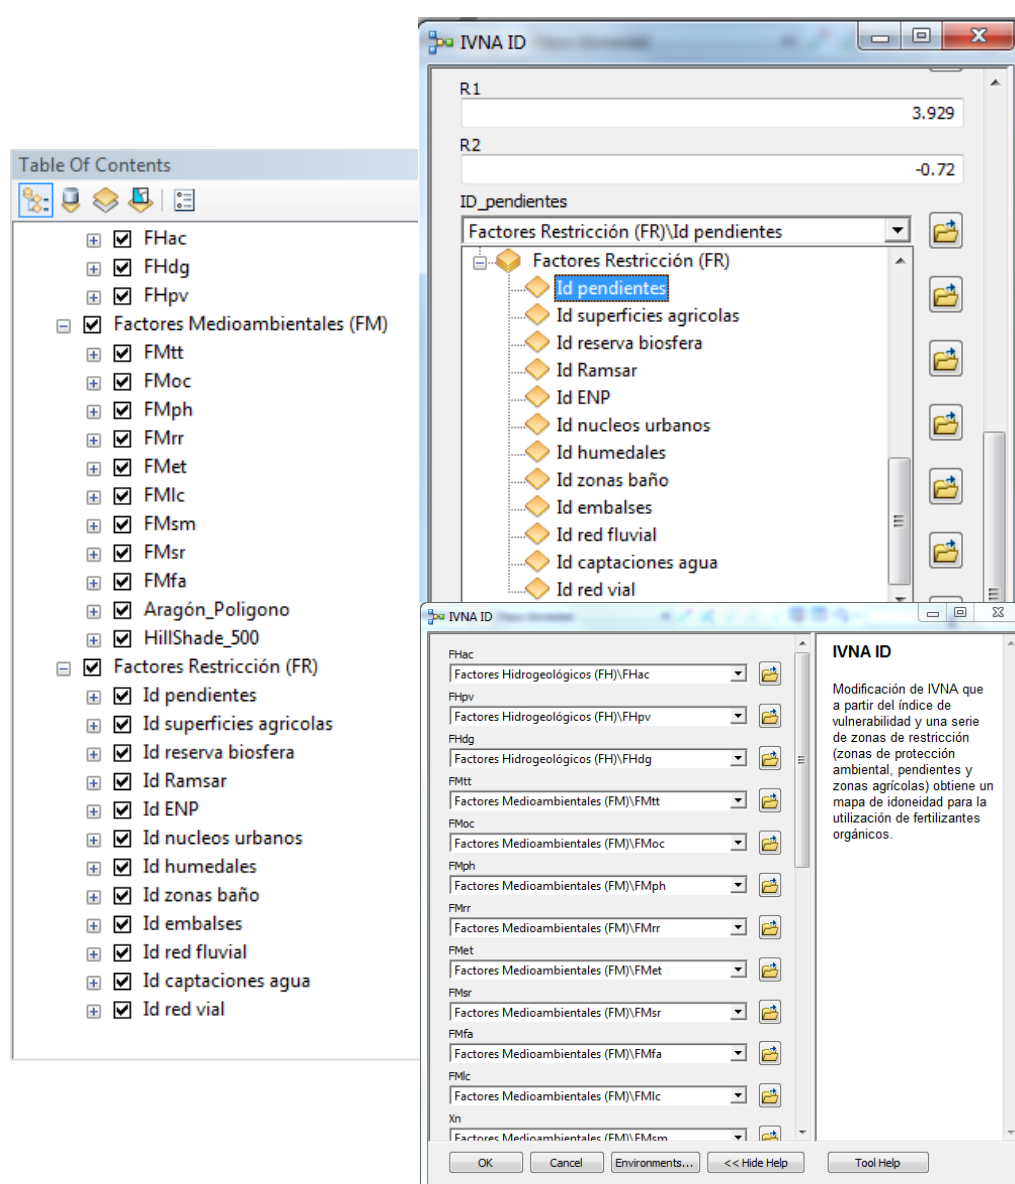 Table Of Contents
FHac
FHdg
FHpv
Factores Medioambientales (FM)
FMtt
FMoc
FMph
FMrr
FMet
FMlc
FMsm
FMsr
FMfa
Aragón_Poligono
HillShade_500
Factores Restricción (FR)
Id pendientes
Id superficies agricolas
Id reserva biosfera
Id Ramsar
Id ENP
Id nucleos urbanos
Id humedales
Id zonas baño
Id embalses
Id red fluvial
Id captaciones agua
Id red vial
IVNA ID
R1
3.929
R2
-0.72
ID_pendientes
Factores Restricción (FR)\Id pendientes
Factores Restricción (FR)
Id pendientes
Id superficies agricolas
Id reserva biosfera
Id Ramsar
Id ENP
Id nucleos urbanos
Id humedales
Id zonas baño
Id embalses
Id red fluvial
Id captaciones agua
Id red vial
IVNA ID
FHac
Factores Hidrogeológicos (FH)\FHac
FHpv
Factores Hidrogeológicos (FH)\FHpv
FHdg
Factores Hidrogeológicos (FH)\FHdg
FMtt
Factores Medioambientales (FM)\FMtt
FMoc
Factores Medioambientales (FM)\FMoc
FMph
Factores Medioambientales (FM)\FMph
FMrr
Factores Medioambientales (FM)\FMrr
FMet
Factores Medioambientales (FM)\FMet
FMsr
Factores Medioambientales (FM)\FMsr
FMfa
Factores Medioambientales (FM)\FMfa
FMlc
Factores Medioambientales (FM)\FMlc
Xn
Factores Medioambientales (FM)\FMsm
IVNA ID
Modificación de IVNA que
a partir del índice de
vulnerabilidad y una serie
de zonas de restricción
(zonas de protección
ambiental, pendientes y
zonas agrícolas) obtiene un
mapa de idoneidad para la
utilización de fertilizantes
orgánicos.
OK
Cancel
Environments...
<< Hide Help
Tool Help